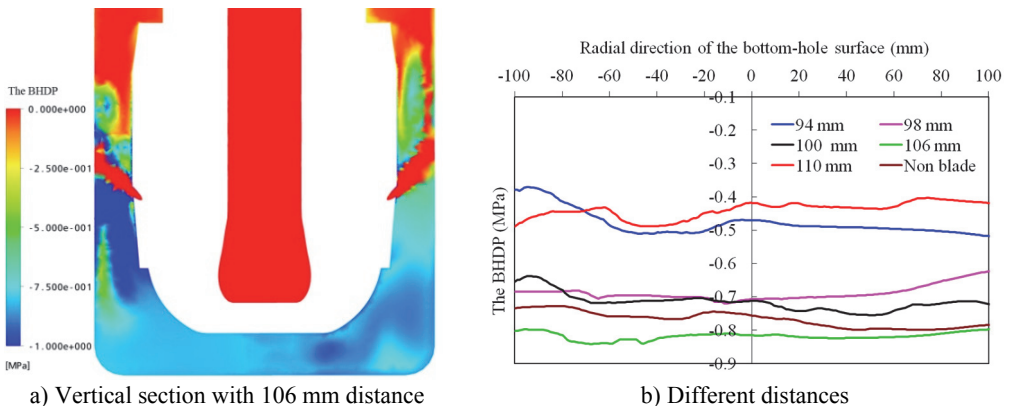 The BHDP
0.000e+000
-2.500e-001
-5.000e-001
-7.500e-001
-1.000e+000
[MPa]
a) Vertical section with 106 mm distance
Radial direction of the bottom-hole surface (mm)
-100 -80 -60 -40 -20 0 20 40 60 80 100
-0.1
-0.2
-0.3
-0.4
-0.5
-0.6
-0.7
-0.8
-0.9
The BHDP (MPa)
94 mm 98 mm
100 mm 106 mm
110 mm Non blade
b) Different distances